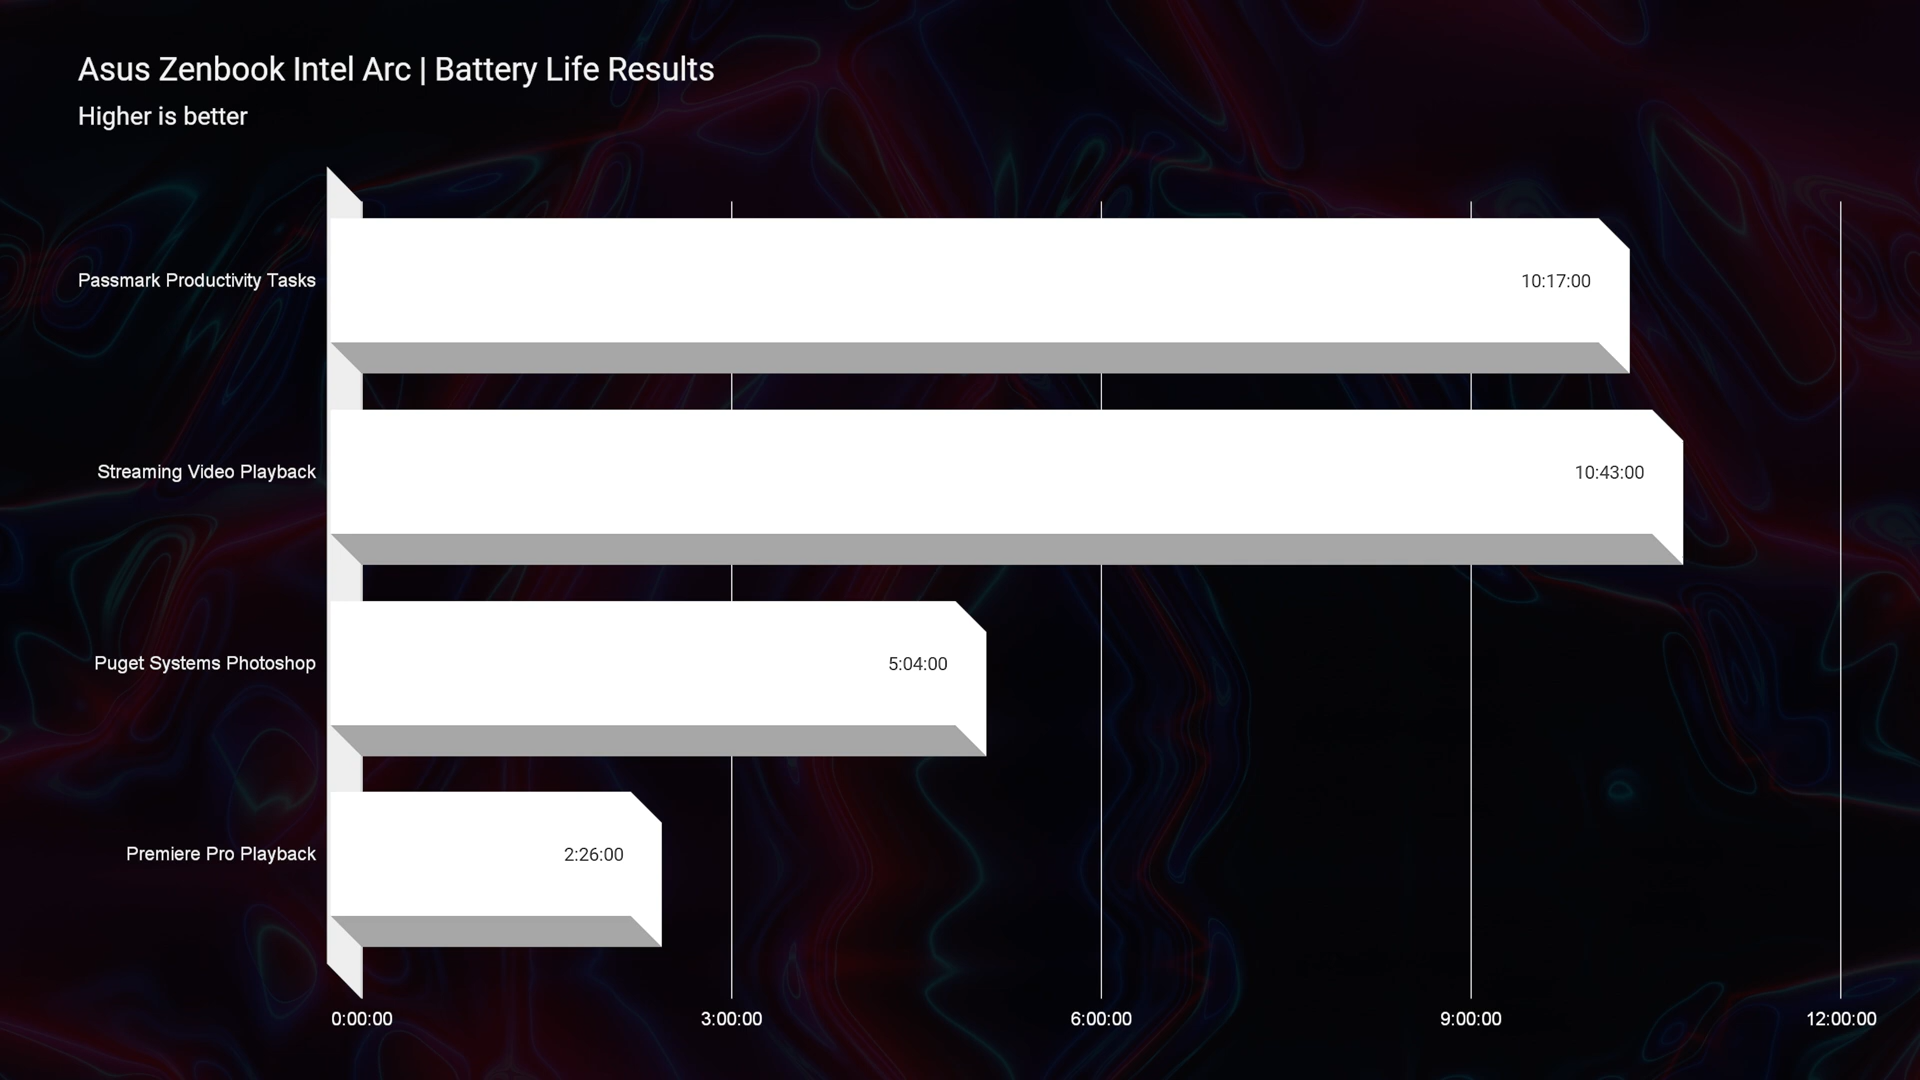 Asus Zenbook Intel Arc | Battery Life Results
Higher is better
Passmark Productivity Tasks
10:17:00
Streaming Video Playback
10:43:00
Puget Systems Photoshop
5:04:00
Premiere Pro Playback
2:26:00
0:00:00
3:00:00
6:00:00
9:00:00
12:00:00